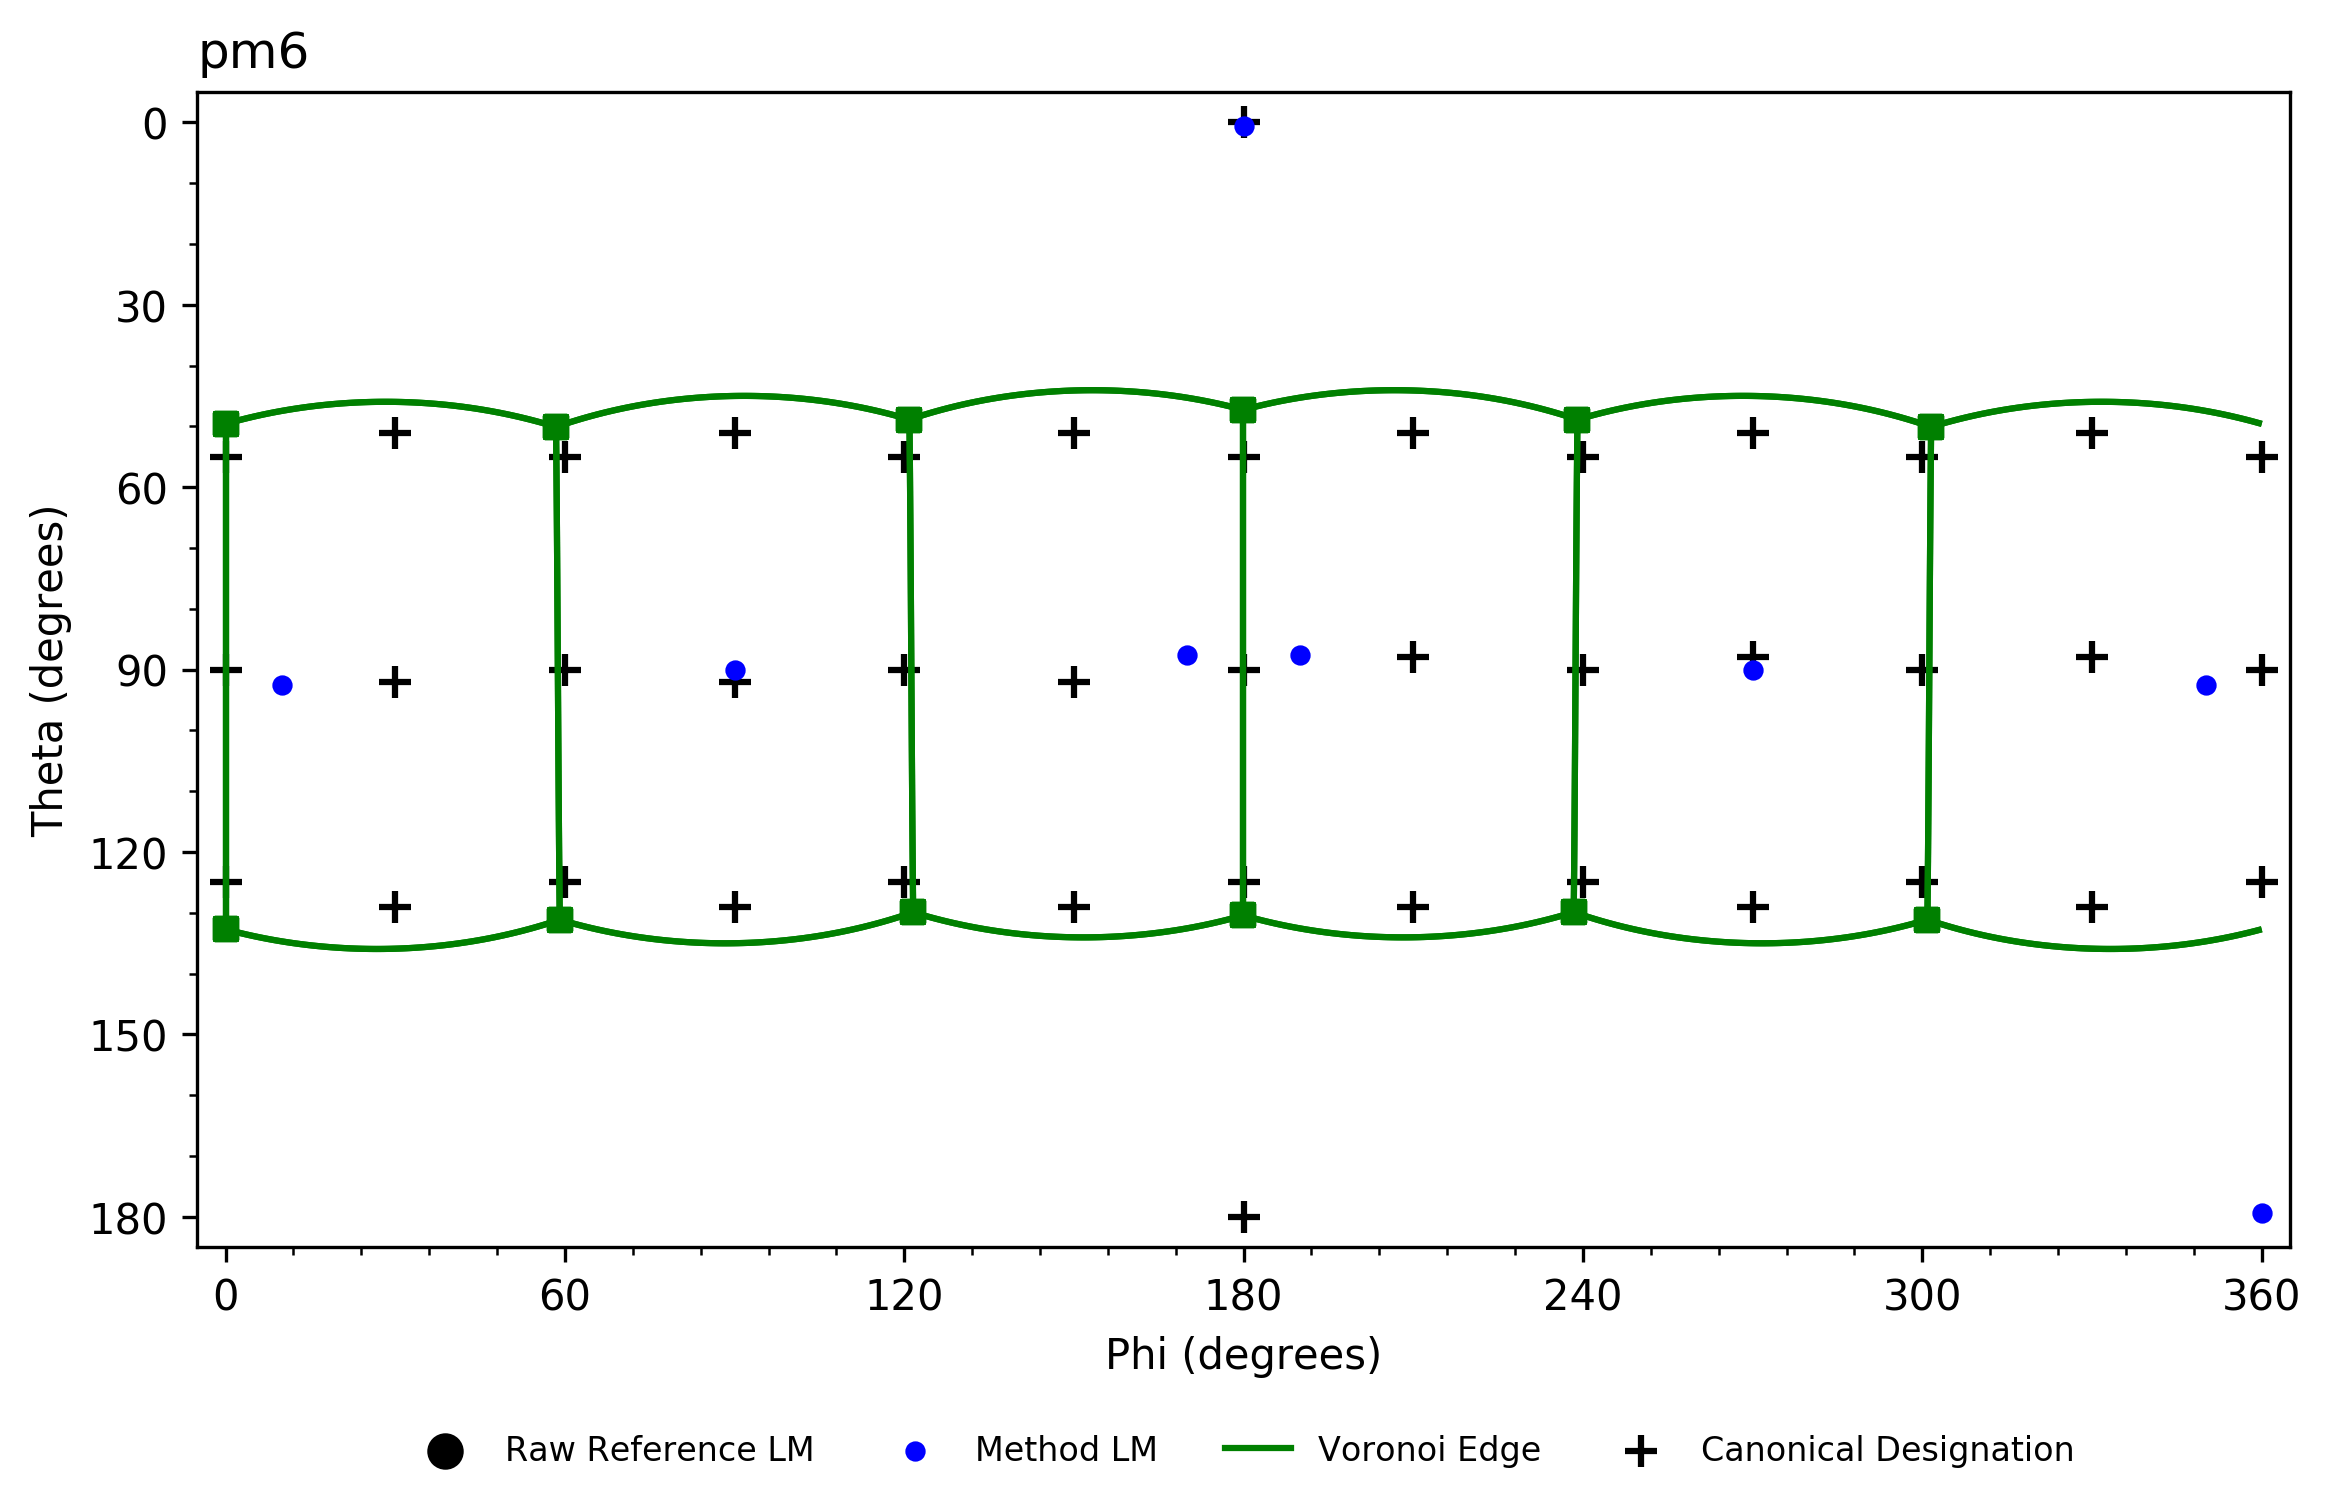 pm6
0
30
60
90
120
150
180
Theta (degrees)
0 60 120 180 240 300 360
Phi (degrees)
Raw Reference LM Method LM Voronoi Edge Canonical Designation